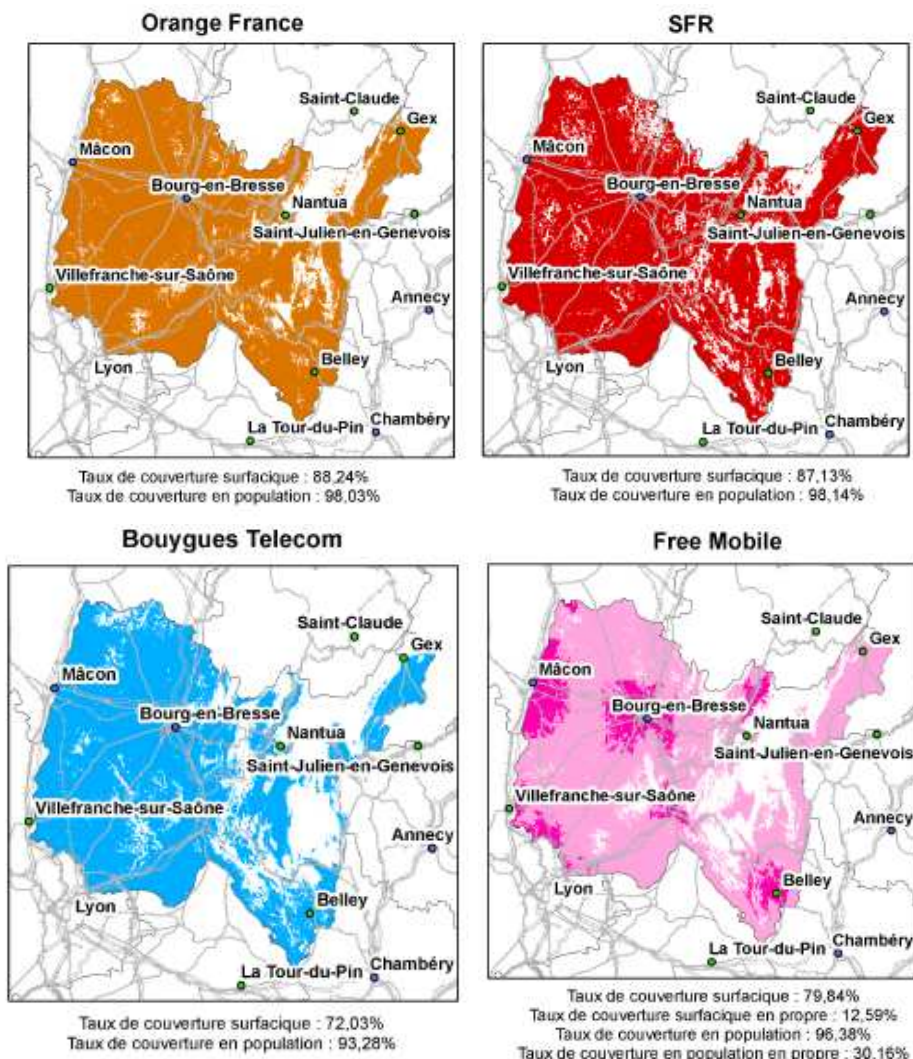 Orange France
Saint-Claude
Gex
Mâcon
Bourg-en-Bresse
Nantua
Saint-Julien-en-Genevois
Villefranche-sur-Saône
Annecy
Belley
Lyon
Chambéry
La Tour-du-Pin
Taux de couverture surfacique : 88,24%
Taux de couverture en population : 98,03%
SFR
Saint-Claude
Gex
Mâcon
Bourg-en-Bresse
Nantua
Saint-Julien-en-Genevois
Villefranche-sur-Saône
Annecy
Belley
Lyon
Chambéry
La Tour-du-Pin
Taux de couverture surfacique : 87,13%
Taux de couverture en population : 98,14%
Bouygues Telecom
Saint-Claude
Gex
Mâcon
Bourg-en-Bresse
Nantua
Saint-Julien-en-Genevois
Villefranche-sur-Saône
Annecy
Belley
Lyon
Chambéry
La Tour-du-Pin
Taux de couverture surfacique : 72,03%
Taux de couverture en population : 93,28%
Free Mobile
Saint-Claude
Gex
Mâcon
Bourg-en-Bresse
Nantua
Saint-Julien-en-Genevois
Villefranche-sur-Saône
Annecy
Belley
Lyon
Chambéry
La Tour-du-Pin
Taux de couverture surfacique : 79,84%
Taux de couverture surfacique en propre : 12,59%
Taux de couverture en population : 96,38%
Taux de couverture en population en propre : 30,16%